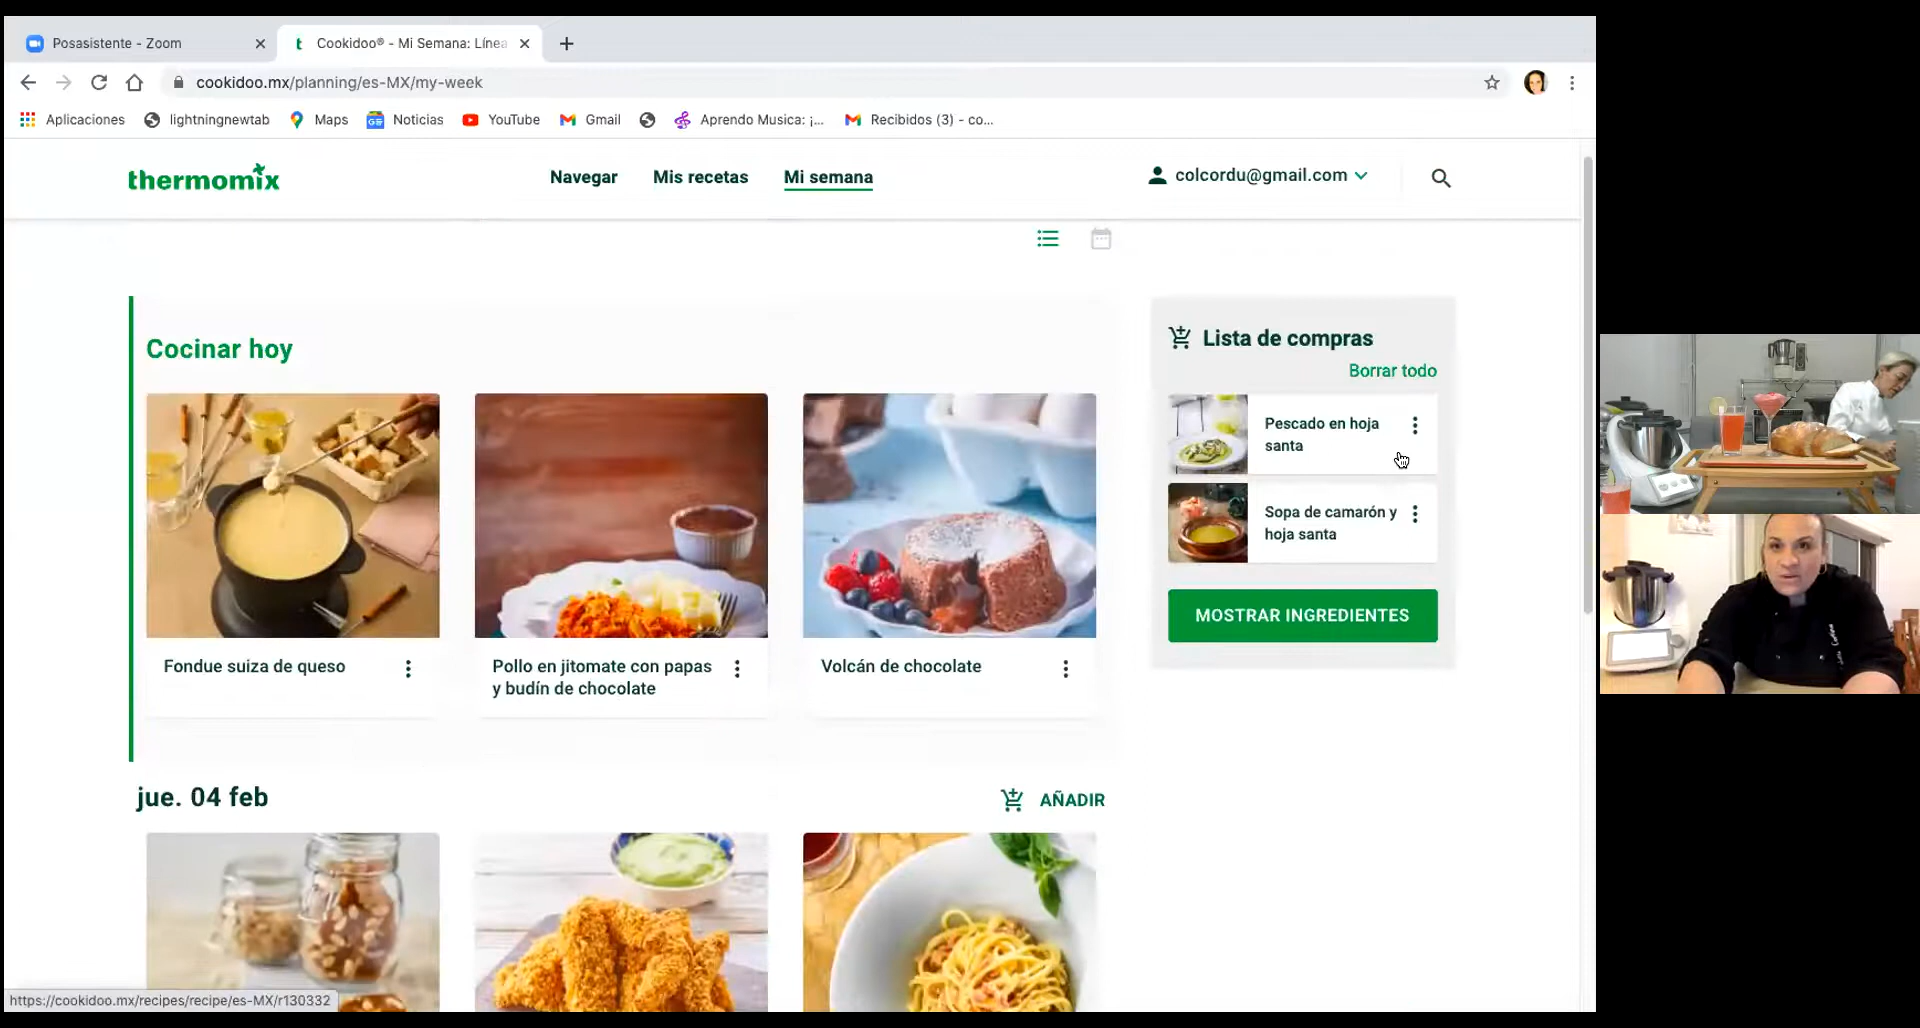 Posasistente - Zoom
Cookidoo® - Mi Semana: Línea
cookidoo.mx/planning/es-MX/my-week
Aplicaciones
lightningnewtab
Maps
Noticias
YouTube
Gmail
Aprendo Musica: ¡...
Recibidos (3) - co...
thermomix
Navegar
Mis recetas
Mi semana
colcordu@gmail.com
Cocinar hoy
Fondue suiza de queso
Pollo en jitomate con papas
y budín de chocolate
Volcán de chocolate
Lista de compras
Borrar todo
Pescado en hoja
santa
Sopa de camarón y
hoja santa
MOSTRAR INGREDIENTES
jue. 04 feb
AÑADIR
https://cookidoo.mx/recipes/recipe/es-MX/r130332